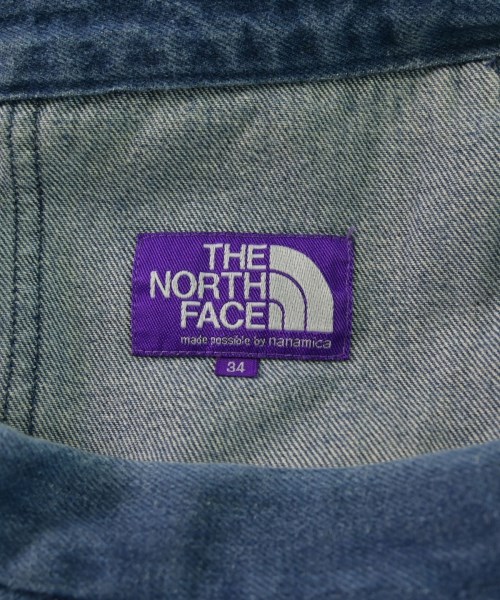 THE
NORTH
FACE
made possible by nanamica
34